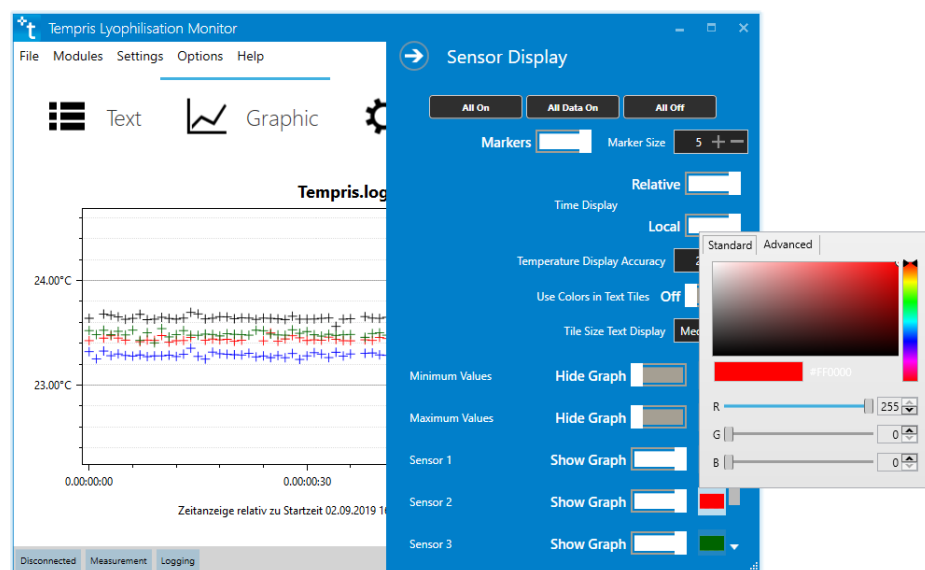 Tempris Lyophilisation Monitor
File Modules Settings Options Help
Text Graphic
Tempris.log
24.00°C
23.00°C
0.00:00:00 0.00:00:30
Zeitanzeige relativ zu Startzeit 02.09.2019
Disconnected Measurement Logging
Sensor Display
All On All Data On All Off
Markers Marker Size 5
Relative
Time Display
Local
Temperature Display Accuracy
Use Colors in Text Tiles Off
Tile Size Text Display
Minimum Values Hide Graph
Maximum Values Hide Graph
Sensor 1 Show Graph
Sensor 2 Show Graph
Sensor 3 Show Graph
Standard Advanced
#FF0000
R 255
G 0
B 0